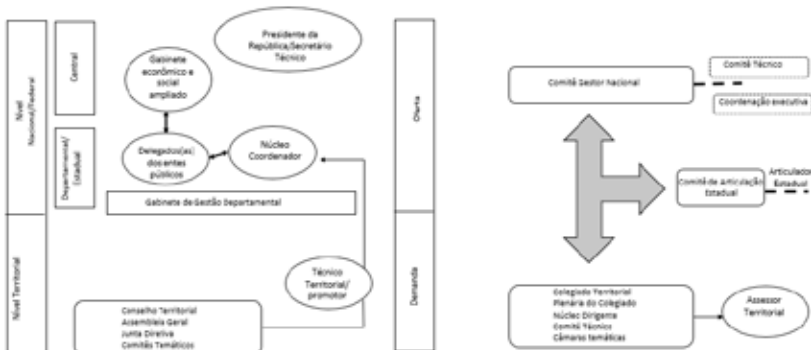 Nível
Nacional/Federal
Central
Departamental/
Estadual
Nível Territorial
Presidente da
República/Secretário
Técnico
Gabinete
econômico e
social
ampliado
Delegados(as)
dos entes
públicos
Núcleo
Coordenador
Gabinete de Gestão Departamental
Técnico
Territorial/
promotor
Conselho Territorial
Assembleia Geral
Junta Diretiva
Comitês Temáticos
Oferta
Demanda
Comitê Gestor Nacional
Comitê Técnico
Coordenação executiva
Comitê de Articulação
Estadual
Articulador
Estadual
Colegiado Territorial
Plenária do Colegiado
Núcleo Dirigente
Comitê Técnico
Câmaras temáticas
Assessor
Territorial